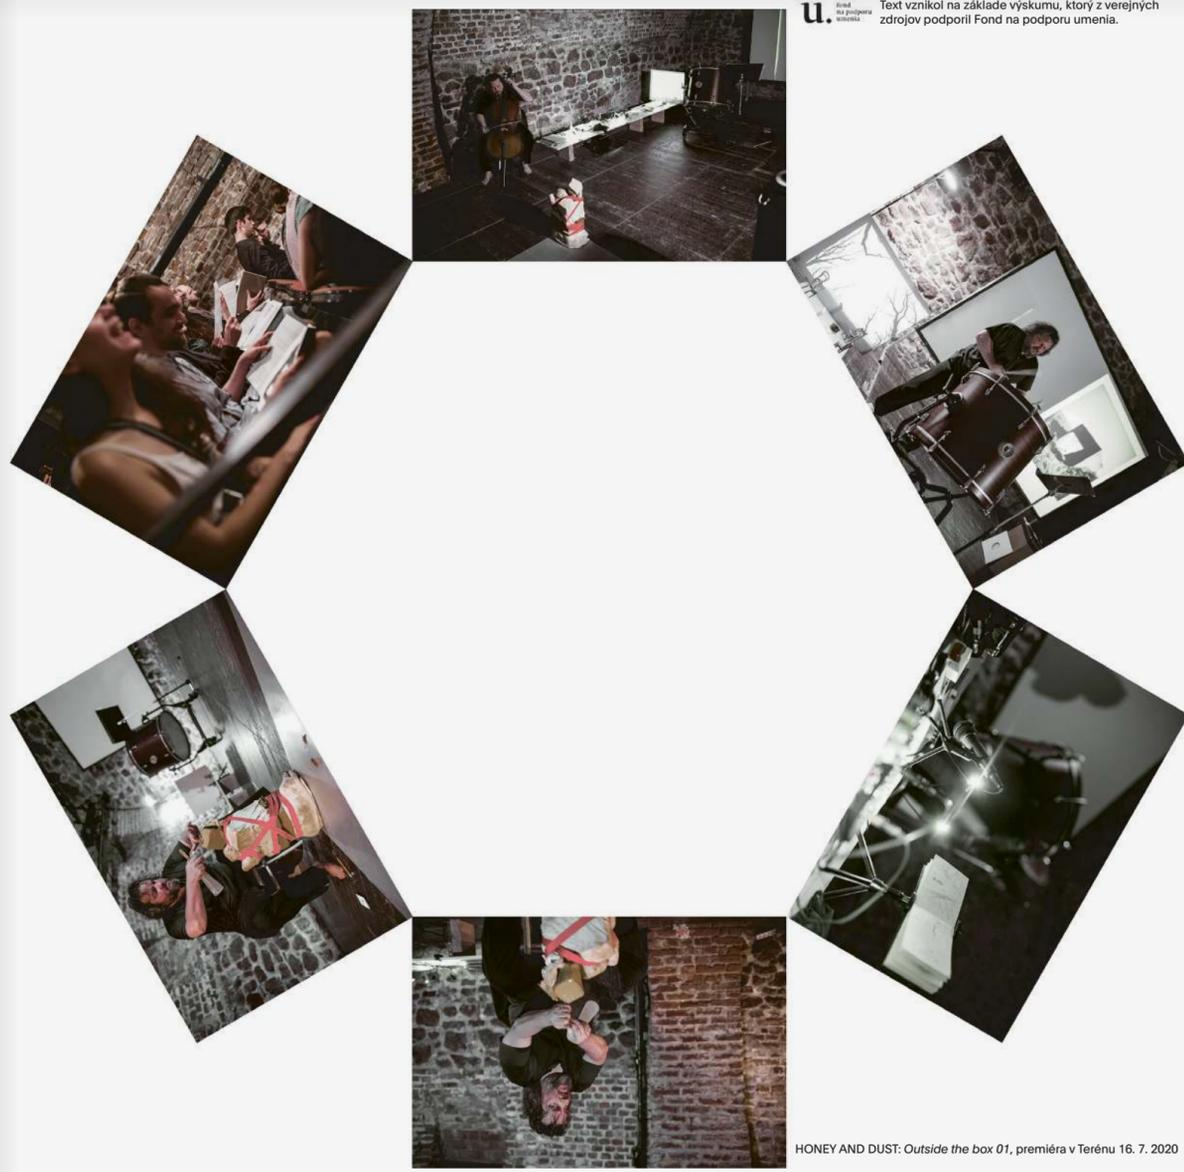 u.
fond
na podporu
umenia
Text vznikol na základe výskumu, ktorý z verejných
zdrojov podporil Fond na podporu umenia.
HONEY AND DUST: Outside the box 01, premiéra v Terénu 16. 7. 2020